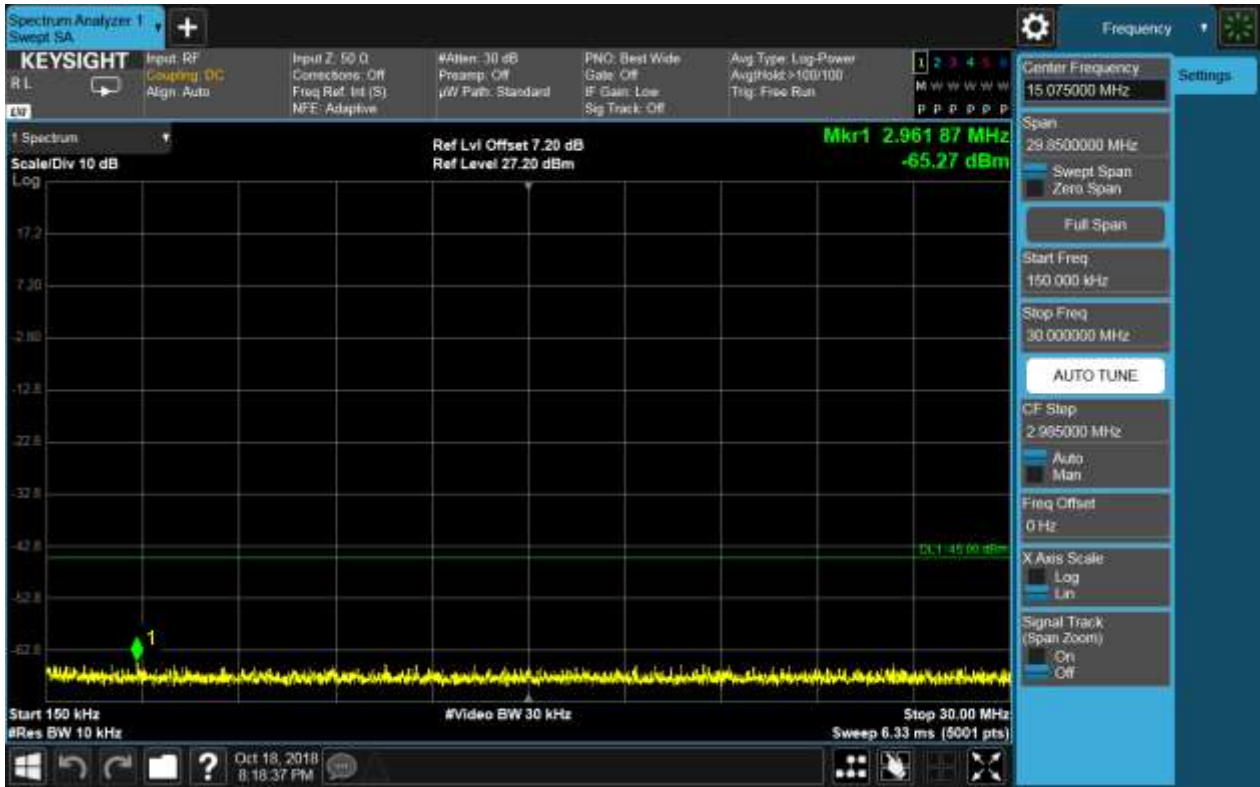 Spectrum Analyzer 1
Swept SA
Frequency
KEYSIGHT
R L
Input: RF
Coupling: DC
Align: Auto
Input Z: 50 Ω
Corrections: Off
Freq Ref: Int (S)
NFE: Adaptive
#Atten: 30 dB
Preamp: Off
µW Path: Standard
PNO: Best Wide
Gate: Off
IF Gain: Low
Sig Track: Off
Avg Type: Log-Power
Avg|Hold:>100/100
Trig: Free Run
1 2 3 4 5 6
M W W W W W
P P P P P P
1 Spectrum
Scale/Div 10 dB
Log
Ref Lvl Offset 7.20 dB
Ref Level 27.20 dBm
Mkr1 2.961 87 MHz
-65.27 dBm
17.2
7.20
-2.80
-12.8
-22.8
-32.8
-42.8
-52.8
-62.8
DL1 -45.00 dBm
1
Start 150 kHz
#Res BW 10 kHz
#Video BW 30 kHz
Stop 30.00 MHz
Sweep 6.33 ms (5001 pts)
Center Frequency
15.075000 MHz
Settings
Span
29.8500000 MHz
Swept Span
Zero Span
Full Span
Start Freq
150.000 kHz
Stop Freq
30.000000 MHz
AUTO TUNE
CF Step
2.985000 MHz
Auto
Man
Freq Offset
0 Hz
X Axis Scale
Log
Lin
Signal Track
(Span Zoom)
On
Off
?
Oct 18, 2018
8:18:37 PM